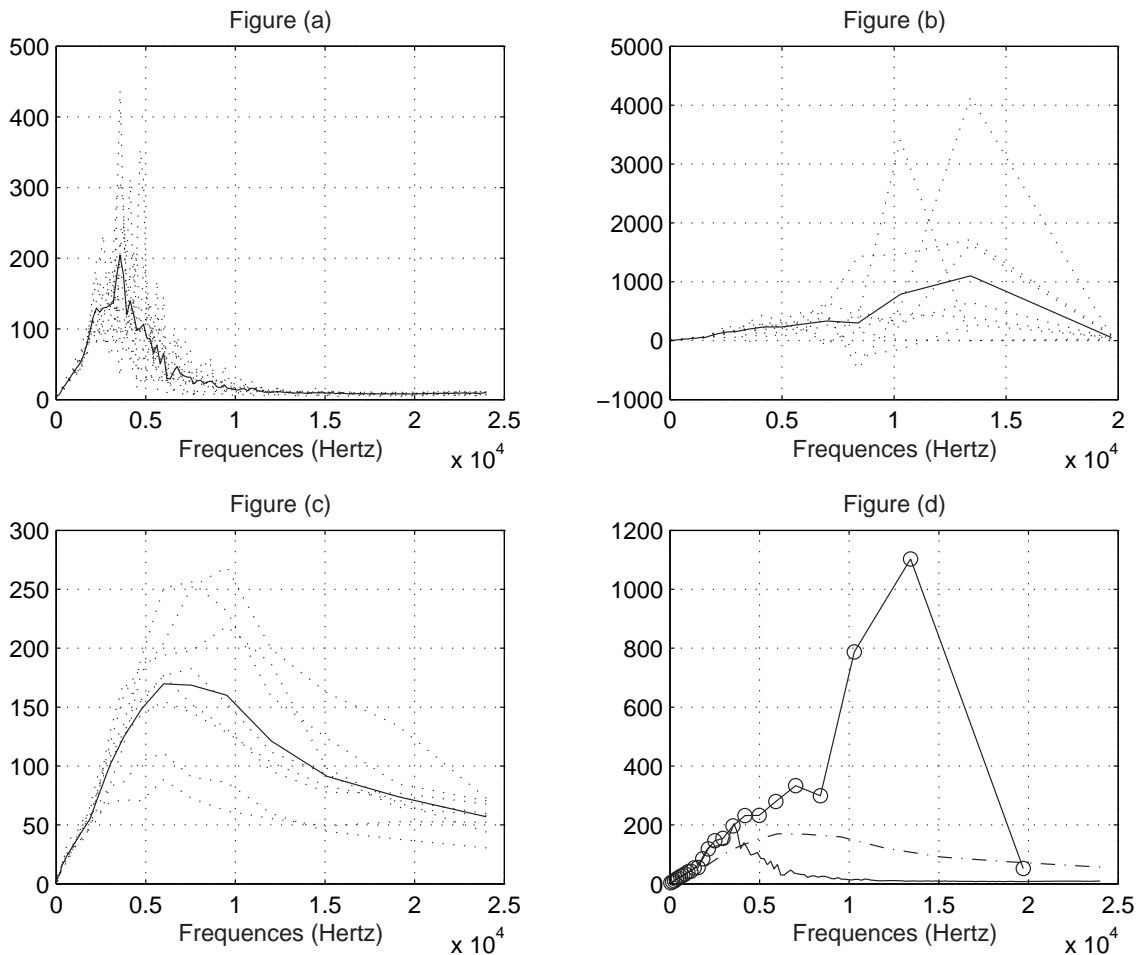 Figure (a)
500
400
300
200
100
0
0 0.5 1 1.5 2 2.5
Frequences (Hertz)
x 10^4
Figure (b)
5000
4000
3000
2000
1000
0
−1000
0 0.5 1 1.5 2
Frequences (Hertz)
x 10^4
Figure (c)
300
250
200
150
100
50
0
0 0.5 1 1.5 2 2.5
Frequences (Hertz)
x 10^4
Figure (d)
1200
1000
800
600
400
200
0
0 0.5 1 1.5 2 2.5
Frequences (Hertz)
x 10^4